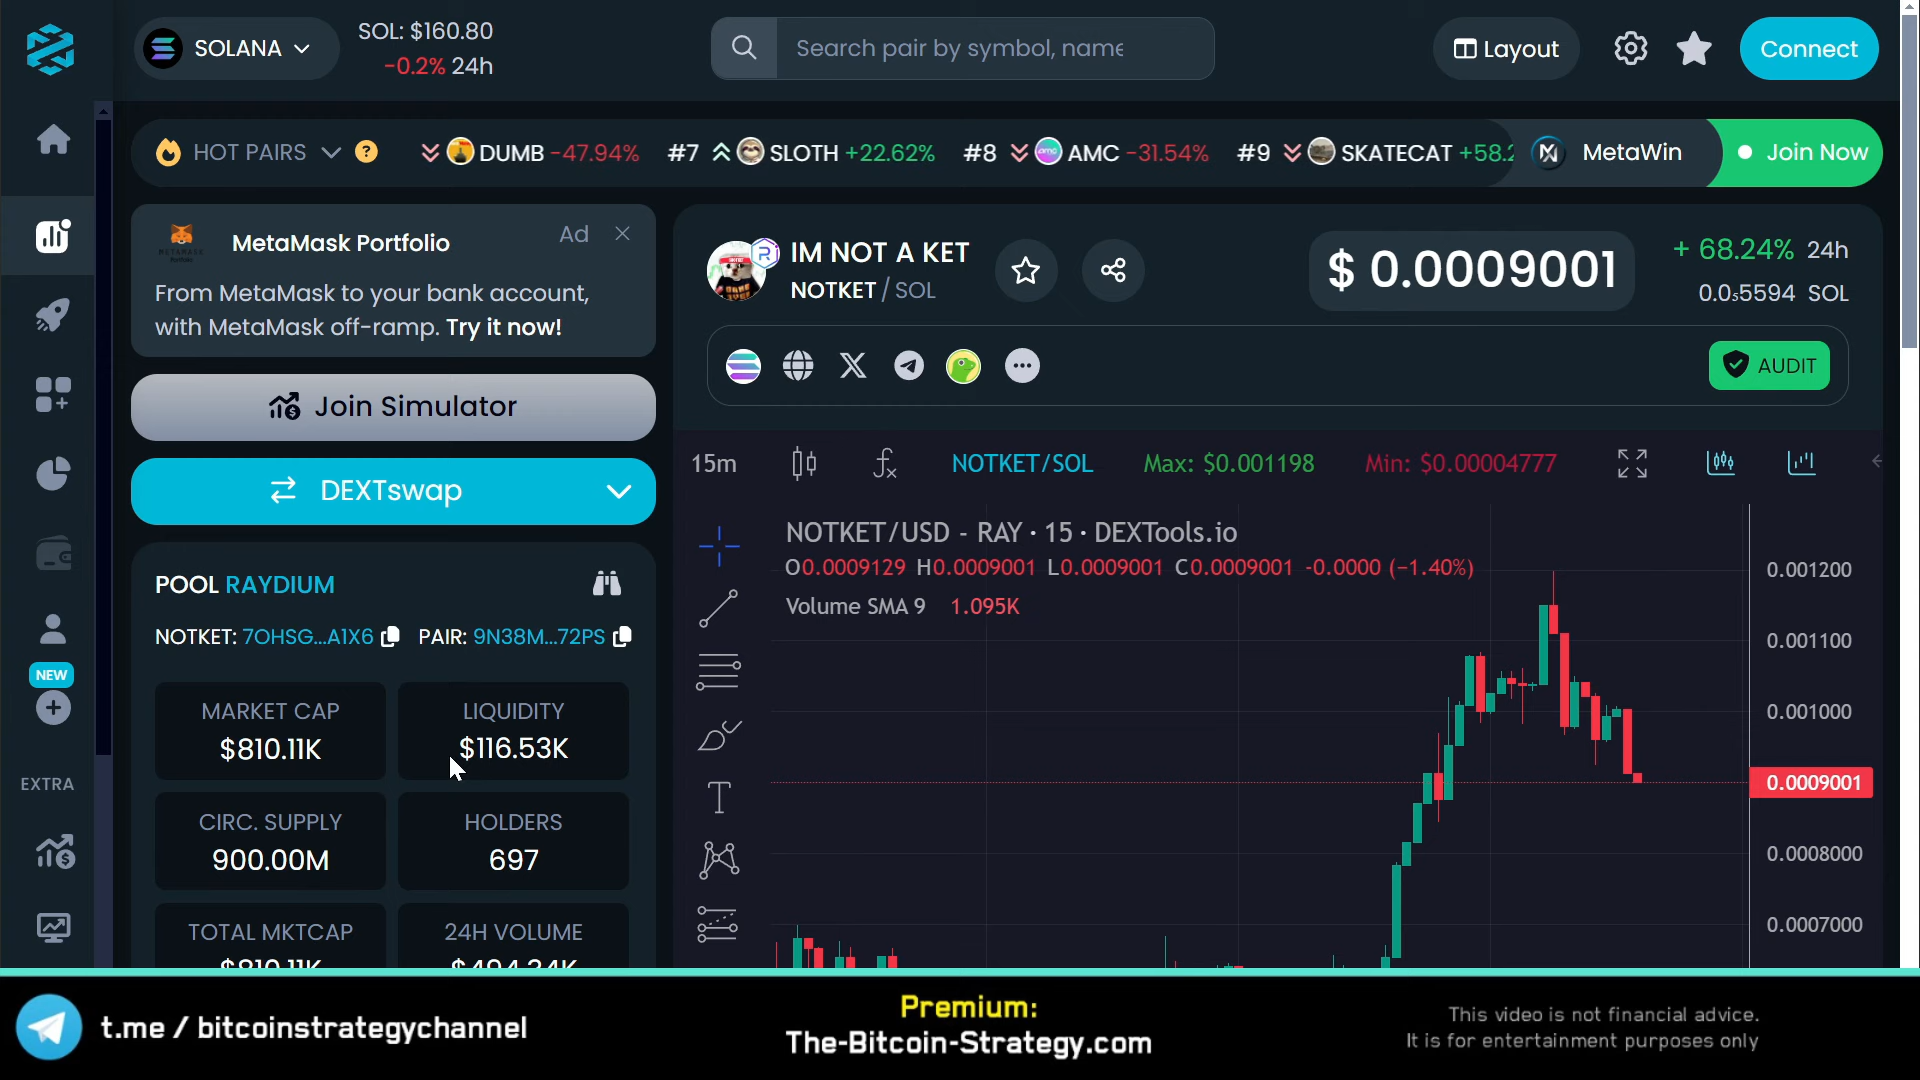 SOLANA
SOL: $160.80
-0.2% 24h
Search pair by symbol, name
Layout
Connect
HOT PAIRS ?
DUMB -47.94% #7 SLOTH +22.62% #8 AMC -31.54% #9 SKATECAT +58.2
MetaWin
Join Now
MetaMask Portfolio
Ad
From MetaMask to your bank account,
with MetaMask off-ramp. Try it now!
Join Simulator
DEXTswap
POOL RAYDIUM
NOTKET: 7OHSG...A1X6 PAIR: 9N38M...72PS
MARKET CAP
$810.11K
LIQUIDITY
$116.53K
CIRC. SUPPLY
900.00M
HOLDERS
697
TOTAL MKTCAP
$810.11K
24H VOLUME
NEW
EXTRA
IM NOT A KET
NOTKET / SOL
$ 0.0009001
+ 68.24% 24h
0.0₅5594 SOL
AUDIT
15m
NOTKET/SOL
Max: $0.001198
Min: $0.00004777
NOTKET/USD - RAY · 15 · DEXTools.io
O0.0009129 H0.0009001 L0.0009001 C0.0009001 -0.0000 (−1.40%)
Volume SMA 9 1.095K
0.001200
0.001100
0.001000
0.0009001
0.0008000
0.0007000
t.me / bitcoinstrategychannel
Premium:
The-Bitcoin-Strategy.com
This video is not financial advice.
It is for entertainment purposes only